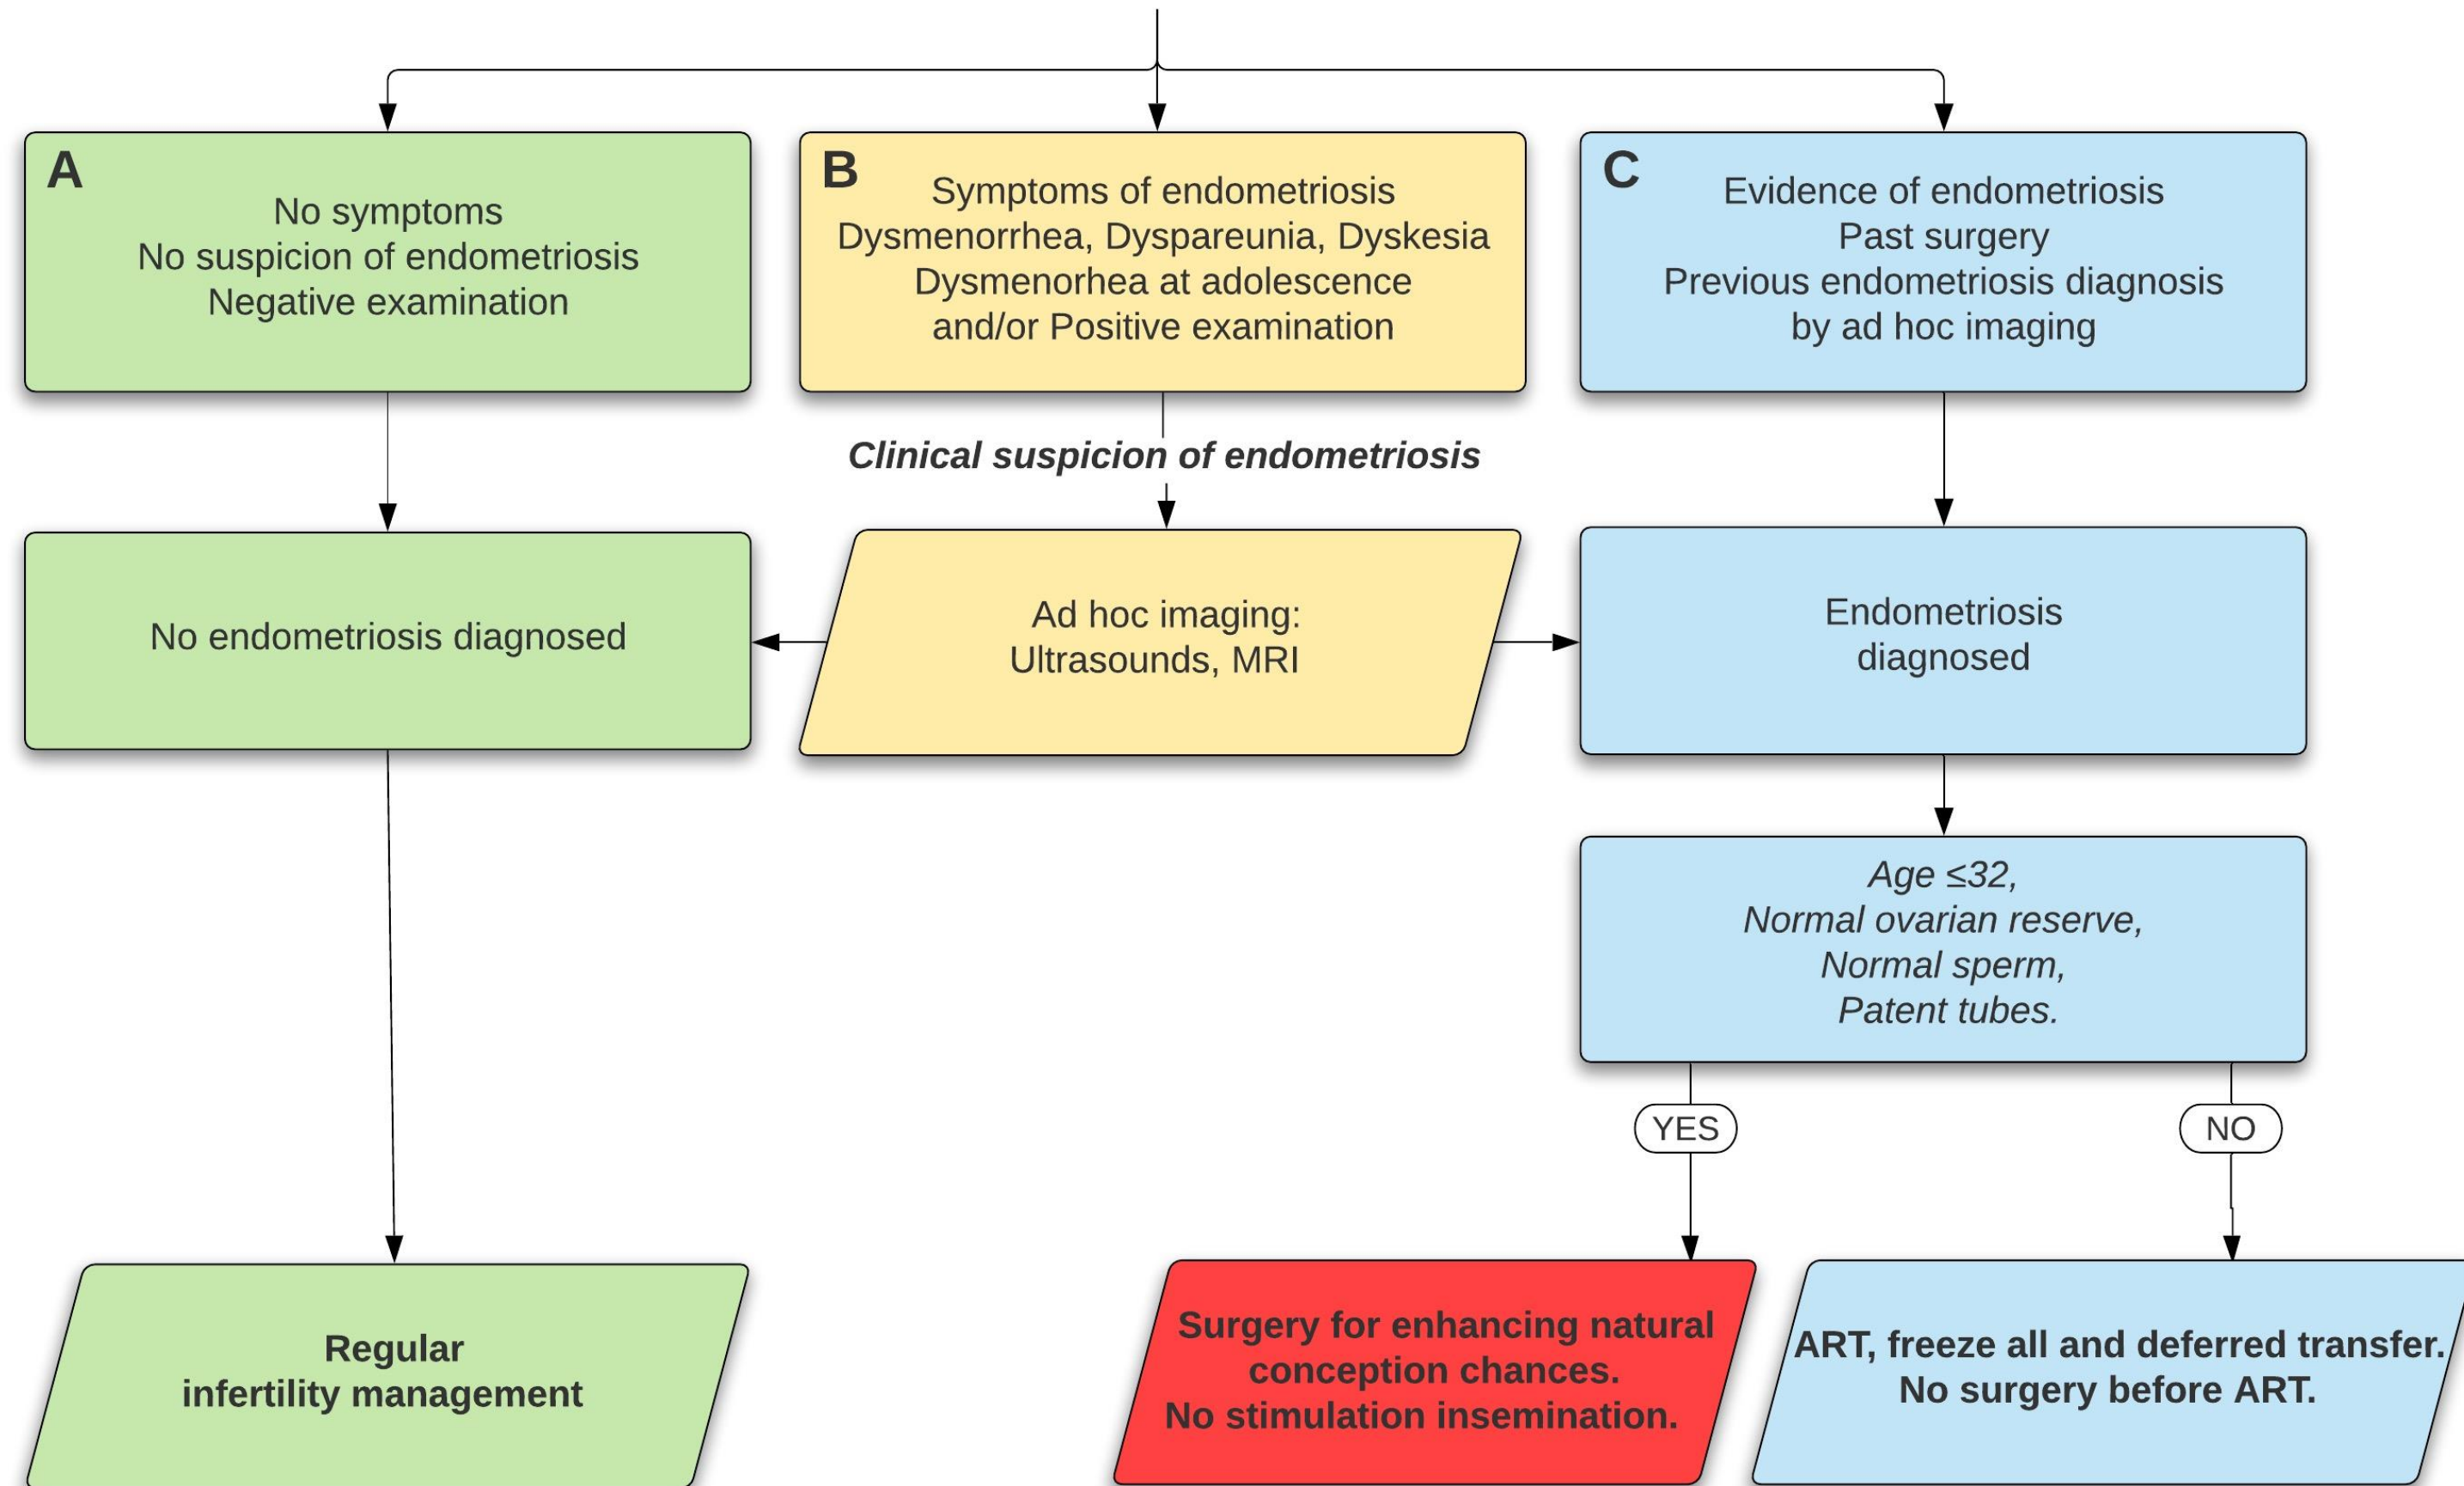 A
No symptoms
No suspicion of endometriosis
Negative examination
B
Symptoms of endometriosis
Dysmenorrhea, Dyspareunia, Dyskesia
Dysmenorhea at adolescence
and/or Positive examination
C
Evidence of endometriosis
Past surgery
Previous endometriosis diagnosis
by ad hoc imaging
Clinical suspicion of endometriosis
No endometriosis diagnosed
Ad hoc imaging:
Ultrasounds, MRI
Endometriosis
diagnosed
Age ≤32,
Normal ovarian reserve,
Normal sperm,
Patent tubes.
YES
NO
Regular
infertility management
Surgery for enhancing natural
conception chances.
No stimulation insemination.
ART, freeze all and deferred transfer.
No surgery before ART.